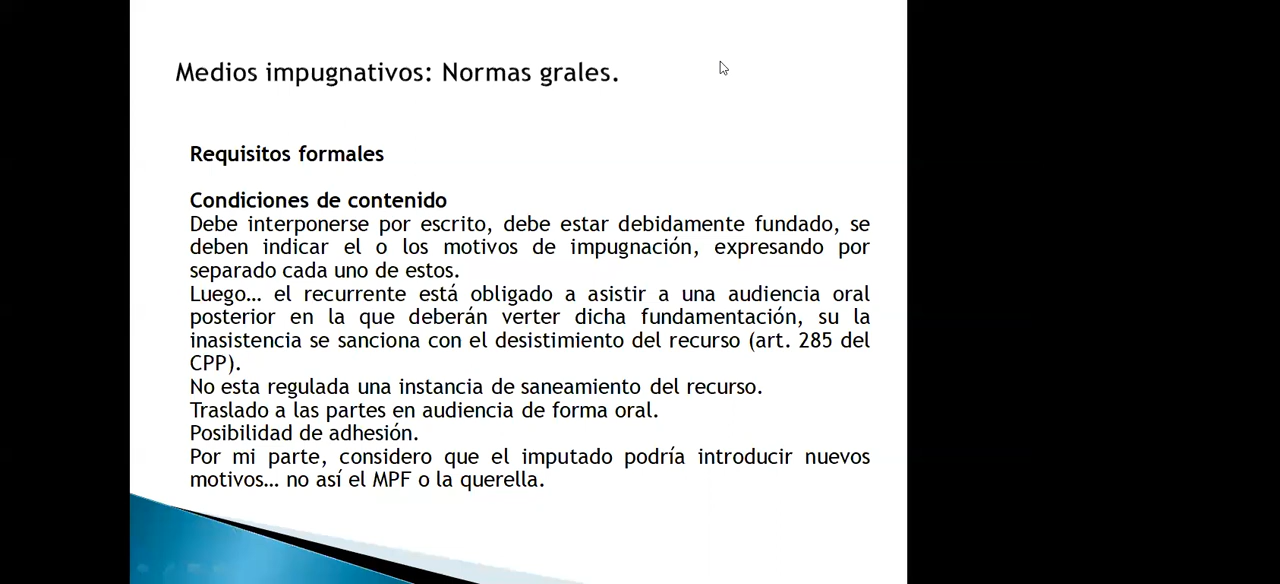 Medios impugnativos: Normas grales.
Requisitos formales
Condiciones de contenido
Debe interponerse por escrito, debe estar debidamente fundado, se
deben indicar el o los motivos de impugnación, expresando por
separado cada uno de estos.
Luego... el recurrente está obligado a asistir a una audiencia oral
posterior en la que deberán verter dicha fundamentación, su la
inasistencia se sanciona con el desistimiento del recurso (art. 285 del
CPP).
No esta regulada una instancia de saneamiento del recurso.
Traslado a las partes en audiencia de forma oral.
Posibilidad de adhesión.
Por mi parte, considero que el imputado podría introducir nuevos
motivos... no así el MPF o la querella.